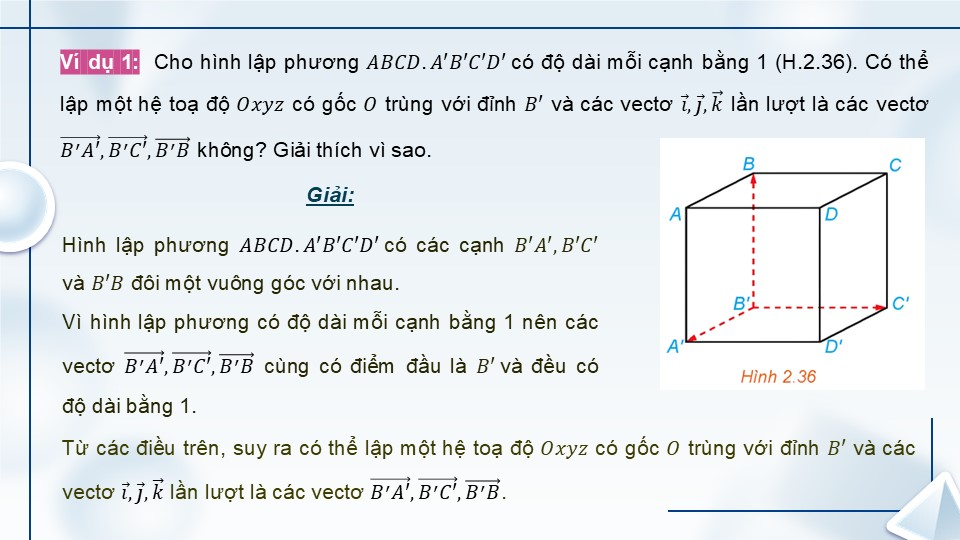 Ví dụ 1: Cho hình lập phương 𝐴𝐵𝐶𝐷. 𝐴′𝐵′𝐶′𝐷′ có độ dài mỗi cạnh bằng 1 (H.2.36). Có thể
lập một hệ toạ độ 𝑂𝑥𝑦𝑧 có gốc 𝑂 trùng với đỉnh 𝐵′ và các vectơ 𝑖⃗, 𝑗⃗, 𝑘⃗ lần lượt là các vectơ
𝐵′𝐴′⃗, 𝐵′𝐶′⃗, 𝐵′𝐵⃗ không? Giải thích vì sao.
Giải:
Hình lập phương 𝐴𝐵𝐶𝐷. 𝐴′𝐵′𝐶′𝐷′ có các cạnh 𝐵′𝐴′, 𝐵′𝐶′
và 𝐵′𝐵 đôi một vuông góc với nhau.
Vì hình lập phương có độ dài mỗi cạnh bằng 1 nên các
vectơ 𝐵′𝐴′⃗, 𝐵′𝐶′⃗, 𝐵′𝐵⃗ cùng có điểm đầu là 𝐵′ và đều có
độ dài bằng 1.
B C
A D
B' C'
A' D'
Hình 2.36
Từ các điều trên, suy ra có thể lập một hệ toạ độ 𝑂𝑥𝑦𝑧 có gốc 𝑂 trùng với đỉnh 𝐵′ và các
vectơ 𝑖⃗, 𝑗⃗, 𝑘⃗ lần lượt là các vectơ 𝐵′𝐴′⃗, 𝐵′𝐶′⃗, 𝐵′𝐵⃗.